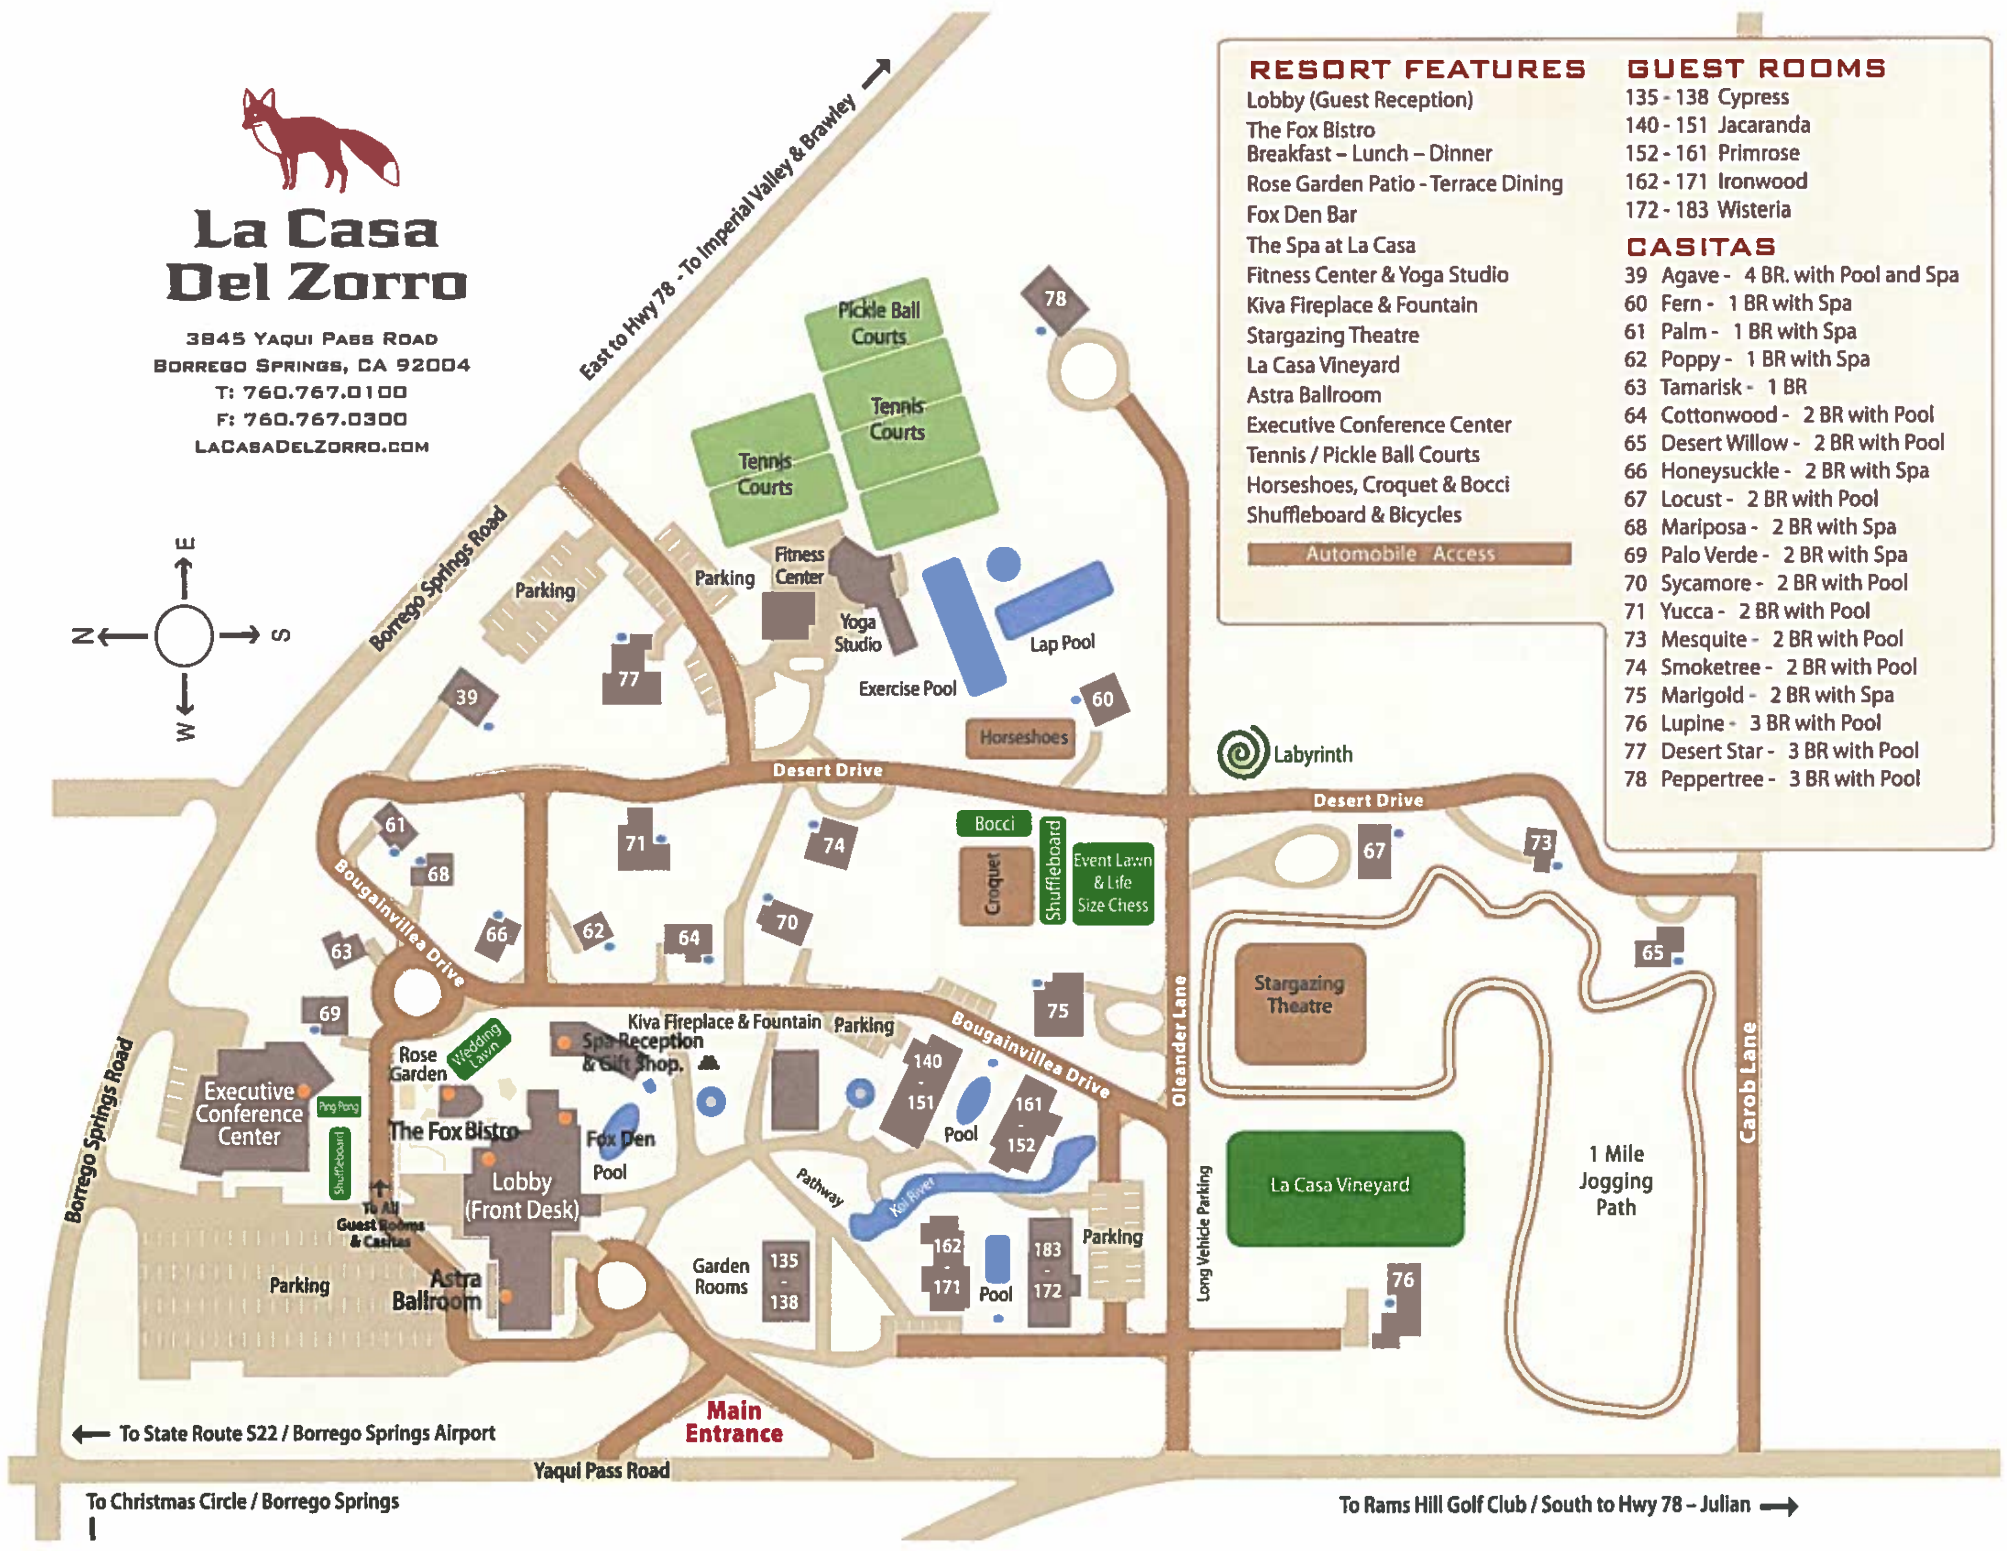 La Casa
Del Zorro
3845 Yaqui Pass Road
Borrego Springs, CA 92004
T: 760.767.0100
F: 760.767.0300
LaCasaDelZorro.com
E
N
S
W
East to Hwy 78 - To Imperial Valley & Brawley
Borrego Springs Road
Borrego Springs Road
RESORT FEATURES
Lobby (Guest Reception)
The Fox Bistro
Breakfast – Lunch – Dinner
Rose Garden Patio - Terrace Dining
Fox Den Bar
The Spa at La Casa
Fitness Center & Yoga Studio
Kiva Fireplace & Fountain
Stargazing Theatre
La Casa Vineyard
Astra Ballroom
Executive Conference Center
Tennis / Pickle Ball Courts
Horseshoes, Croquet & Bocci
Shuffleboard & Bicycles
Automobile Access
GUEST ROOMS
135 - 138 Cypress
140 - 151 Jacaranda
152 - 161 Primrose
162 - 171 Ironwood
172 - 183 Wisteria
CASITAS
39 Agave - 4 BR. with Pool and Spa
60 Fern - 1 BR with Spa
61 Palm - 1 BR with Spa
62 Poppy - 1 BR with Spa
63 Tamarisk - 1 BR
64 Cottonwood - 2 BR with Pool
65 Desert Willow - 2 BR with Pool
66 Honeysuckle - 2 BR with Spa
67 Locust - 2 BR with Pool
68 Mariposa - 2 BR with Spa
69 Palo Verde - 2 BR with Spa
70 Sycamore - 2 BR with Pool
71 Yucca - 2 BR with Pool
73 Mesquite - 2 BR with Pool
74 Smoketree - 2 BR with Pool
75 Marigold - 2 BR with Spa
76 Lupine - 3 BR with Pool
77 Desert Star - 3 BR with Pool
78 Peppertree - 3 BR with Pool
78
Pickle Ball
Courts
Tennis
Courts
Tennis
Courts
Fitness
Center
Parking
Parking
Yoga
Studio
Lap Pool
Exercise Pool
77
39
60
Horseshoes
Labyrinth
Desert Drive
Desert Drive
61
68
71
74
Bocci
Croquet
Shuffleboard
Event Lawn
& Life
Size Chess
67
73
Bougainvillea Drive
66
62
64
70
63
65
Stargazing
Theatre
69
75
Oleander Lane
Carob Lane
Kiva Fireplace & Fountain
Parking
Bougainvillea Drive
Spa Reception
& Gift Shop.
Rose
Garden
Wedding
Lawn
Executive
Conference
Center
Ping Pong
Shuffleboard
The Fox Bistro
Fox Den
Pool
140
-
151
Pool
161
-
152
Lobby
(Front Desk)
Pathway
Koi River
La Casa Vineyard
1 Mile
Jogging
Path
Long Vehicle Parking
To All
Guest Rooms
& Casitas
Parking
Astra
Ballroom
Garden
Rooms
135
-
138
162
-
171
Pool
183
-
172
Parking
76
Main
Entrance
To State Route S22 / Borrego Springs Airport
Yaqui Pass Road
To Christmas Circle / Borrego Springs
To Rams Hill Golf Club / South to Hwy 78 – Julian